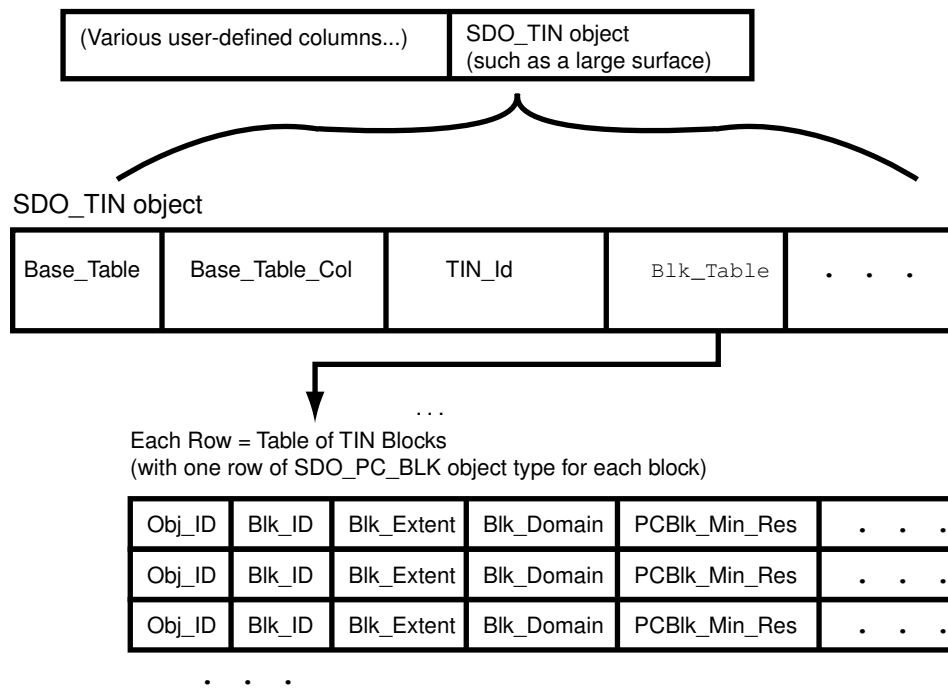 (Various user-defined columns...) SDO_TIN object
(such as a large surface)
SDO_TIN object
Base_Table Base_Table_Col TIN_Id Blk_Table . . .
. . .
Each Row = Table of TIN Blocks
(with one row of SDO_PC_BLK object type for each block)
Obj_ID Blk_ID Blk_Extent Blk_Domain PCBlk_Min_Res . . .
Obj_ID Blk_ID Blk_Extent Blk_Domain PCBlk_Min_Res . . .
Obj_ID Blk_ID Blk_Extent Blk_Domain PCBlk_Min_Res . . .
. . .